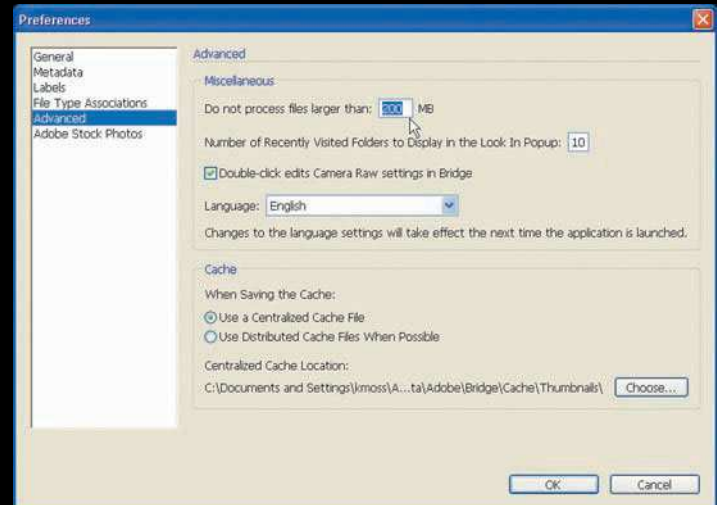 Preferences
General
Metadata
Labels
File Type Associations
Advanced
Adobe Stock Photos
Advanced
Miscellaneous
Do not process files larger than: 200 MB
Number of Recently Visited Folders to Display in the Look In Popup: 10
Double-click edits Camera Raw settings in Bridge
Language: English
Changes to the language settings will take effect the next time the application is launched.
Cache
When Saving the Cache:
Use a Centralized Cache File
Use Distributed Cache Files When Possible
Centralized Cache Location:
C:\Documents and Settings\kmoss\A...ta\Adobe\Bridge\Cache\Thumbnails\ Choose...
OK Cancel